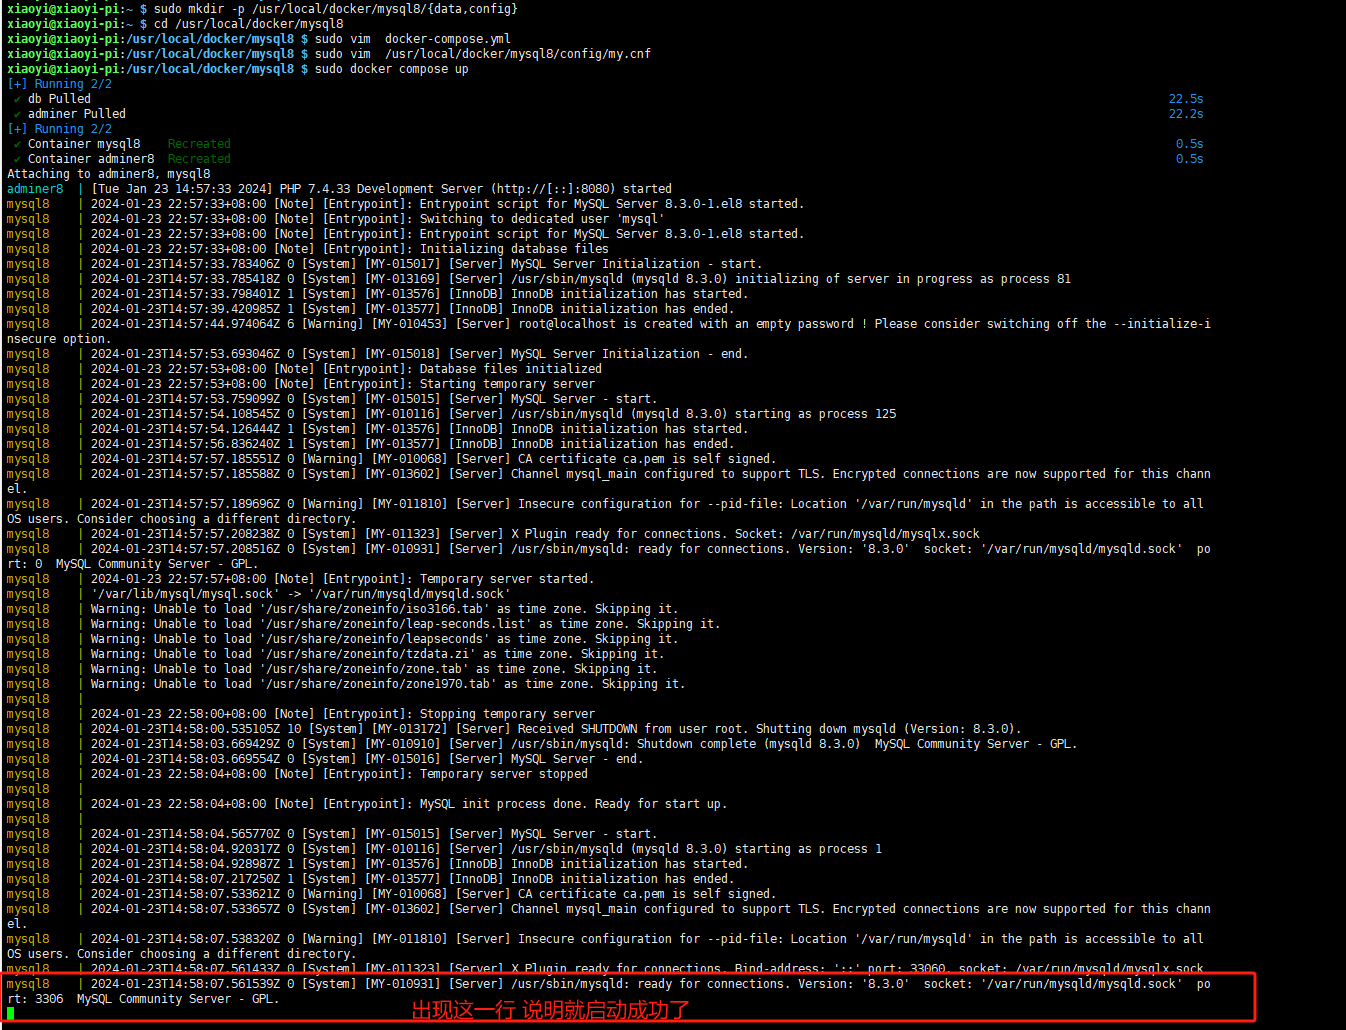 xiaoyi@xiaoyi-pi:~ $ sudo mkdir -p /usr/local/docker/mysql8/{data,config}
xiaoyi@xiaoyi-pi:~ $ cd /usr/local/docker/mysql8
xiaoyi@xiaoyi-pi:/usr/local/docker/mysql8 $ sudo vim  docker-compose.yml
xiaoyi@xiaoyi-pi:/usr/local/docker/mysql8 $ sudo vim  /usr/local/docker/mysql8/config/my.cnf
xiaoyi@xiaoyi-pi:/usr/local/docker/mysql8 $ sudo docker compose up
[+] Running 2/2
✔ db Pulled 22.5s
✔ adminer Pulled 22.2s
[+] Running 2/2
✔ Container mysql8    Recreated 0.5s
✔ Container adminer8  Recreated 0.5s
Attaching to adminer8, mysql8
adminer8  | [Tue Jan 23 14:57:33 2024] PHP 7.4.33 Development Server (http://[::]:8080) started
mysql8    | 2024-01-23 22:57:33+08:00 [Note] [Entrypoint]: Entrypoint script for MySQL Server 8.3.0-1.el8 started.
mysql8    | 2024-01-23 22:57:33+08:00 [Note] [Entrypoint]: Switching to dedicated user 'mysql'
mysql8    | 2024-01-23 22:57:33+08:00 [Note] [Entrypoint]: Entrypoint script for MySQL Server 8.3.0-1.el8 started.
mysql8    | 2024-01-23 22:57:33+08:00 [Note] [Entrypoint]: Initializing database files
mysql8    | 2024-01-23T14:57:33.783406Z 0 [System] [MY-015017] [Server] MySQL Server Initialization - start.
mysql8    | 2024-01-23T14:57:33.785418Z 0 [System] [MY-013169] [Server] /usr/sbin/mysqld (mysqld 8.3.0) initializing of server in progress as process 81
mysql8    | 2024-01-23T14:57:33.798401Z 1 [System] [MY-013576] [InnoDB] InnoDB initialization has started.
mysql8    | 2024-01-23T14:57:39.420985Z 1 [System] [MY-013577] [InnoDB] InnoDB initialization has ended.
mysql8    | 2024-01-23T14:57:44.974064Z 6 [Warning] [MY-010453] [Server] root@localhost is created with an empty password ! Please consider switching off the --initialize-i
nsecure option.
mysql8    | 2024-01-23T14:57:53.693046Z 0 [System] [MY-015018] [Server] MySQL Server Initialization - end.
mysql8    | 2024-01-23 22:57:53+08:00 [Note] [Entrypoint]: Database files initialized
mysql8    | 2024-01-23 22:57:53+08:00 [Note] [Entrypoint]: Starting temporary server
mysql8    | 2024-01-23T14:57:53.759099Z 0 [System] [MY-015015] [Server] MySQL Server - start.
mysql8    | 2024-01-23T14:57:54.108545Z 0 [System] [MY-010116] [Server] /usr/sbin/mysqld (mysqld 8.3.0) starting as process 125
mysql8    | 2024-01-23T14:57:54.126444Z 1 [System] [MY-013576] [InnoDB] InnoDB initialization has started.
mysql8    | 2024-01-23T14:57:56.836240Z 1 [System] [MY-013577] [InnoDB] InnoDB initialization has ended.
mysql8    | 2024-01-23T14:57:57.185551Z 0 [Warning] [MY-010068] [Server] CA certificate ca.pem is self signed.
mysql8    | 2024-01-23T14:57:57.185588Z 0 [System] [MY-013602] [Server] Channel mysql_main configured to support TLS. Encrypted connections are now supported for this chann
el.
mysql8    | 2024-01-23T14:57:57.189696Z 0 [Warning] [MY-011810] [Server] Insecure configuration for --pid-file: Location '/var/run/mysqld' in the path is accessible to all
OS users. Consider choosing a different directory.
mysql8    | 2024-01-23T14:57:57.208238Z 0 [System] [MY-011323] [Server] X Plugin ready for connections. Socket: /var/run/mysqld/mysqlx.sock
mysql8    | 2024-01-23T14:57:57.208516Z 0 [System] [MY-010931] [Server] /usr/sbin/mysqld: ready for connections. Version: '8.3.0'  socket: '/var/run/mysqld/mysqld.sock'  po
rt: 0  MySQL Community Server - GPL.
mysql8    | 2024-01-23 22:57:57+08:00 [Note] [Entrypoint]: Temporary server started.
mysql8    | '/var/lib/mysql/mysql.sock' -> '/var/run/mysqld/mysqld.sock'
mysql8    | Warning: Unable to load '/usr/share/zoneinfo/iso3166.tab' as time zone. Skipping it.
mysql8    | Warning: Unable to load '/usr/share/zoneinfo/leap-seconds.list' as time zone. Skipping it.
mysql8    | Warning: Unable to load '/usr/share/zoneinfo/leapseconds' as time zone. Skipping it.
mysql8    | Warning: Unable to load '/usr/share/zoneinfo/tzdata.zi' as time zone. Skipping it.
mysql8    | Warning: Unable to load '/usr/share/zoneinfo/zone.tab' as time zone. Skipping it.
mysql8    | Warning: Unable to load '/usr/share/zoneinfo/zone1970.tab' as time zone. Skipping it.
mysql8    |
mysql8    | 2024-01-23 22:58:00+08:00 [Note] [Entrypoint]: Stopping temporary server
mysql8    | 2024-01-23T14:58:00.535105Z 10 [System] [MY-013172] [Server] Received SHUTDOWN from user root. Shutting down mysqld (Version: 8.3.0).
mysql8    | 2024-01-23T14:58:03.669429Z 0 [System] [MY-010910] [Server] /usr/sbin/mysqld: Shutdown complete (mysqld 8.3.0)  MySQL Community Server - GPL.
mysql8    | 2024-01-23T14:58:03.669554Z 0 [System] [MY-015016] [Server] MySQL Server - end.
mysql8    | 2024-01-23 22:58:04+08:00 [Note] [Entrypoint]: Temporary server stopped
mysql8    |
mysql8    | 2024-01-23 22:58:04+08:00 [Note] [Entrypoint]: MySQL init process done. Ready for start up.
mysql8    |
mysql8    | 2024-01-23T14:58:04.565770Z 0 [System] [MY-015015] [Server] MySQL Server - start.
mysql8    | 2024-01-23T14:58:04.920317Z 0 [System] [MY-010116] [Server] /usr/sbin/mysqld (mysqld 8.3.0) starting as process 1
mysql8    | 2024-01-23T14:58:04.928987Z 1 [System] [MY-013576] [InnoDB] InnoDB initialization has started.
mysql8    | 2024-01-23T14:58:07.217250Z 1 [System] [MY-013577] [InnoDB] InnoDB initialization has ended.
mysql8    | 2024-01-23T14:58:07.533621Z 0 [Warning] [MY-010068] [Server] CA certificate ca.pem is self signed.
mysql8    | 2024-01-23T14:58:07.533657Z 0 [System] [MY-013602] [Server] Channel mysql_main configured to support TLS. Encrypted connections are now supported for this chann
el.
mysql8    | 2024-01-23T14:58:07.538320Z 0 [Warning] [MY-011810] [Server] Insecure configuration for --pid-file: Location '/var/run/mysqld' in the path is accessible to all
OS users. Consider choosing a different directory.
mysql8    | 2024-01-23T14:58:07.561433Z 0 [System] [MY-011323] [Server] X Plugin ready for connections. Bind-address: '::' port: 33060, socket: /var/run/mysqld/mysqlx.sock
mysql8    | 2024-01-23T14:58:07.561539Z 0 [System] [MY-010931] [Server] /usr/sbin/mysqld: ready for connections. Version: '8.3.0'  socket: '/var/run/mysqld/mysqld.sock'  po
rt: 3306  MySQL Community Server - GPL.
出现这一行 说明就启动成功了